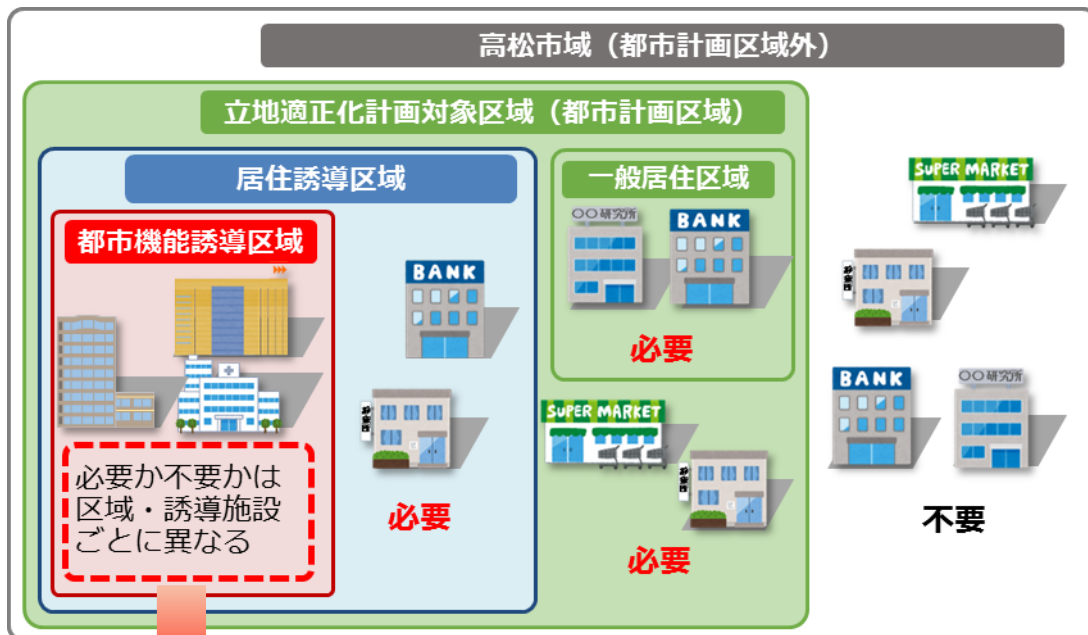 高松市域（都市計画区域外）
立地適正化計画対象区域（都市計画区域）
居住誘導区域
一般居住区域
都市機能誘導区域
〇〇研究所
BANK
必要
BANK
SUPER MARKET
必要
必要
必要か不要かは
区域・誘導施設
ごとに異なる
SUPER MARKET
BANK
〇〇研究所
不要